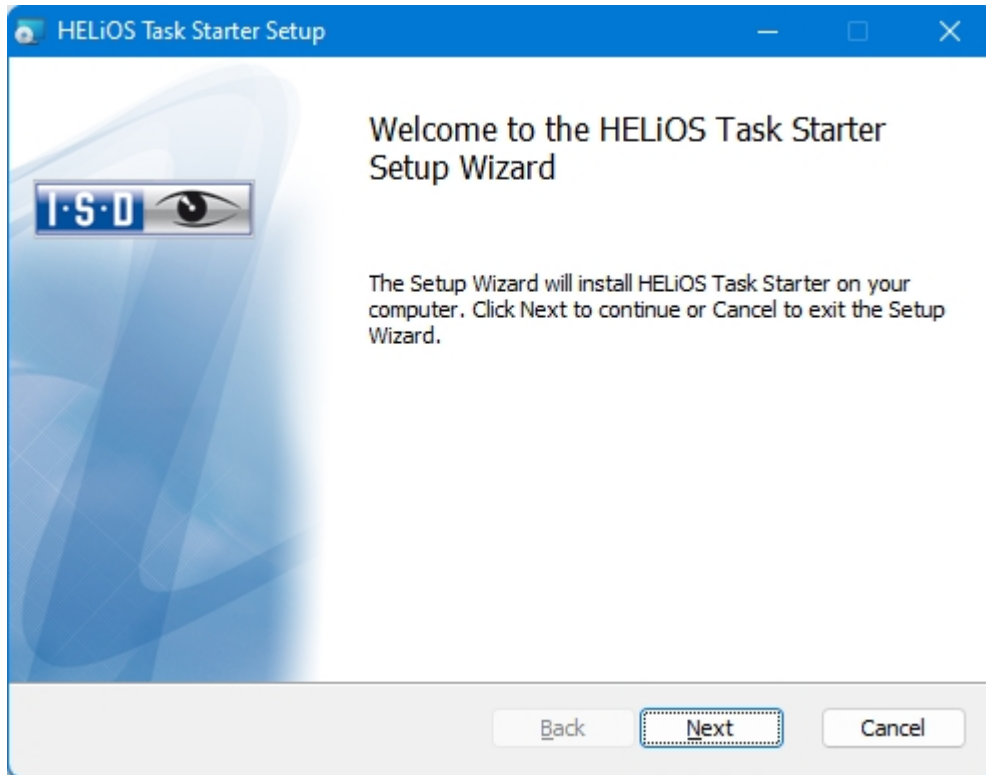 HELiOS Task Starter Setup
Welcome to the HELiOS Task Starter
Setup Wizard
I·S·D
The Setup Wizard will install HELiOS Task Starter on your
computer. Click Next to continue or Cancel to exit the Setup
Wizard.
Back Next Cancel